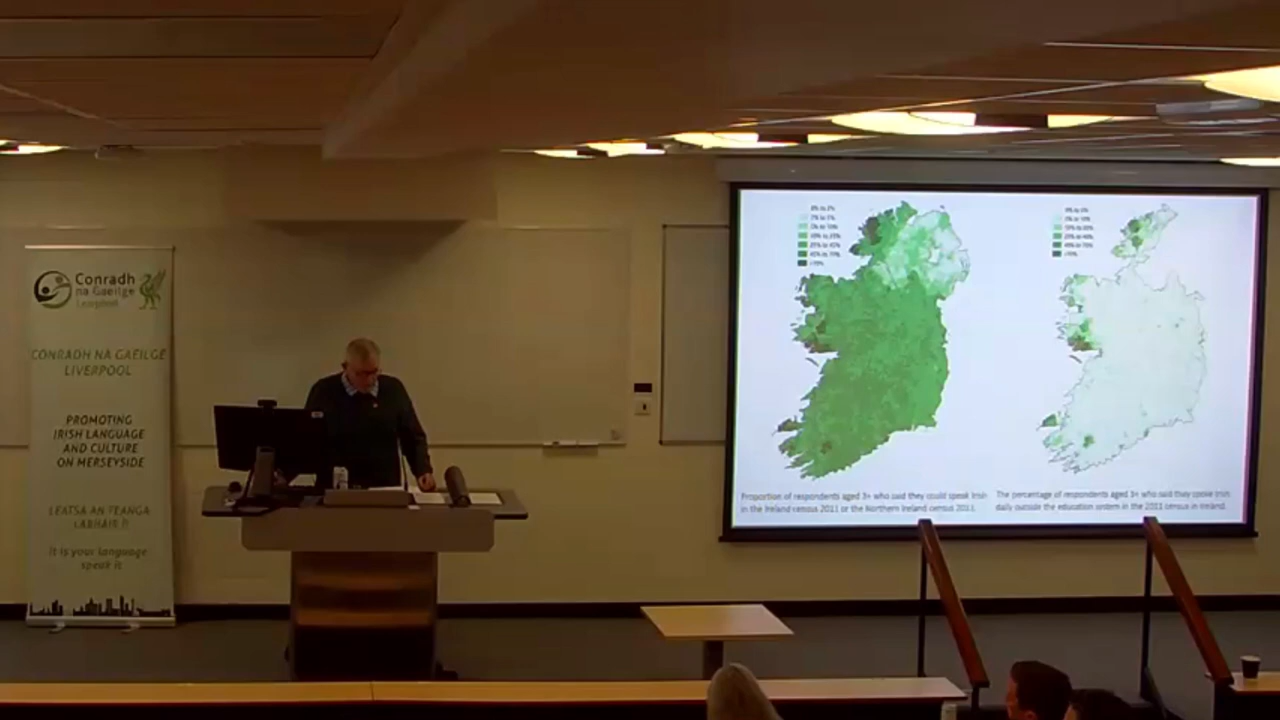 Conradh
na Gaeilge
Liverpool
CONRADH NA GAEILGE
LIVERPOOL
PROMOTING
IRISH LANGUAGE
AND CULTURE
ON MERSEYSIDE
LEATSA AN TEANGA
LABHAIR Í!
It is your language
speak it
Proportion of respondents aged 3+ who said they could speak Irish
in the Ireland census 2011 or the Northern Ireland census 2011.
The percentage of respondents aged 3+ who said they spoke Irish
daily outside the education system in the 2011 census in Ireland.